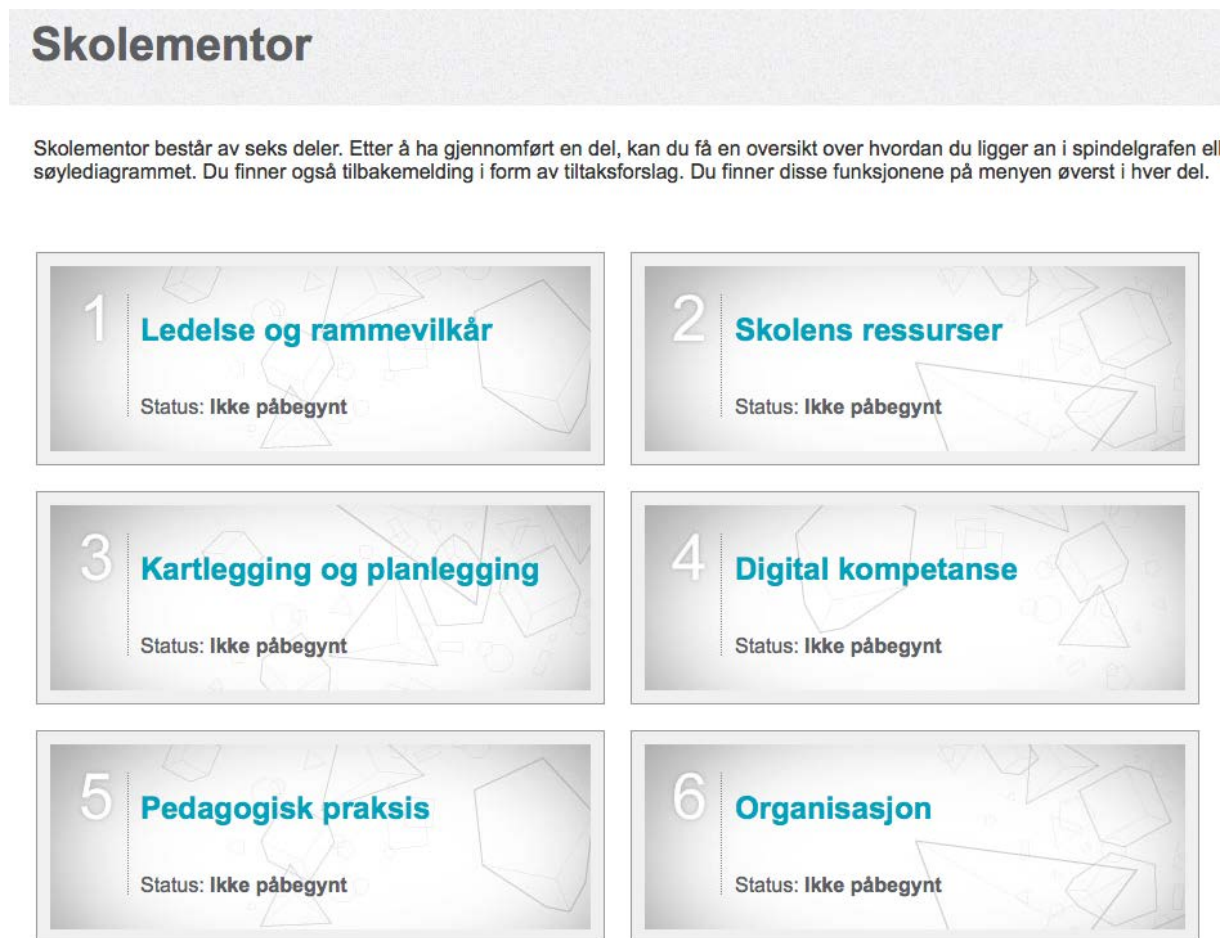 Skolementor
Skolementor består av seks deler. Etter å ha gjennomført en del, kan du få en oversikt over hvordan du ligger an i spindelgrafen ell
søylediagrammet. Du finner også tilbakemelding i form av tiltaksforslag. Du finner disse funksjonene på menyen øverst i hver del.
1
Ledelse og rammevilkår
Status: Ikke påbegynt
2
Skolens ressurser
Status: Ikke påbegynt
3
Kartlegging og planlegging
Status: Ikke påbegynt
4
Digital kompetanse
Status: Ikke påbegynt
5
Pedagogisk praksis
Status: Ikke påbegynt
6
Organisasjon
Status: Ikke påbegynt